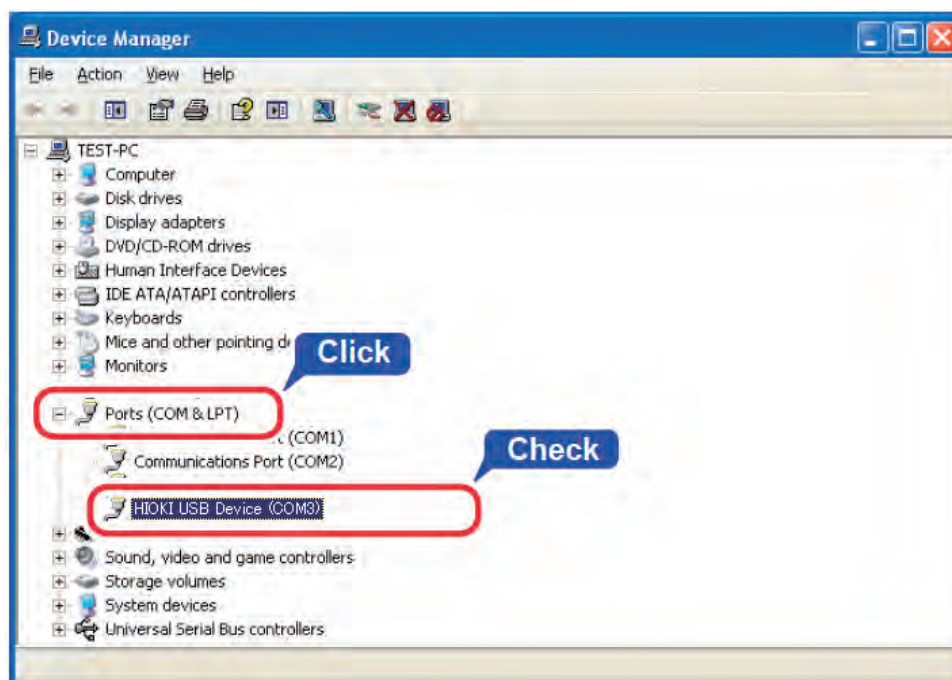 Device Manager
File Action View Help
TEST-PC
Computer
Disk drives
Display adapters
DVD/CD-ROM drives
Human Interface Devices
IDE ATA/ATAPI controllers
Keyboards
Mice and other pointing
Click
Monitors
Ports (COM & LPT)
(COM1)
Communications Port (COM2)
Check
HIOKI USB Device (COM3)
Sound, video and game controllers
Storage volumes
System devices
Universal Serial Bus controllers